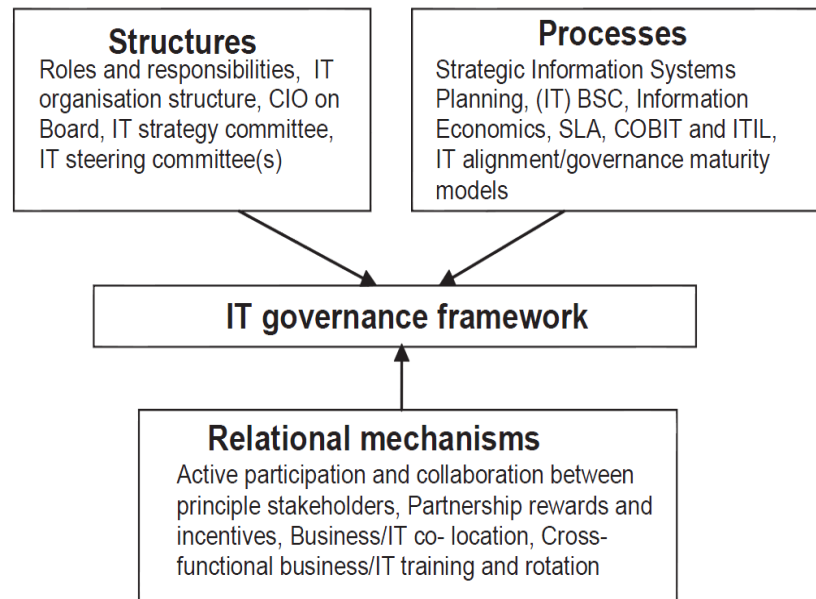 Structures
Roles and responsibilities, IT
organisation structure, CIO on
Board, IT strategy committee,
IT steering committee(s)
Processes
Strategic Information Systems
Planning, (IT) BSC, Information
Economics, SLA, COBIT and ITIL,
IT alignment/governance maturity
models
IT governance framework
Relational mechanisms
Active participation and collaboration between
principle stakeholders, Partnership rewards and
incentives, Business/IT co- location, Cross-
functional business/IT training and rotation